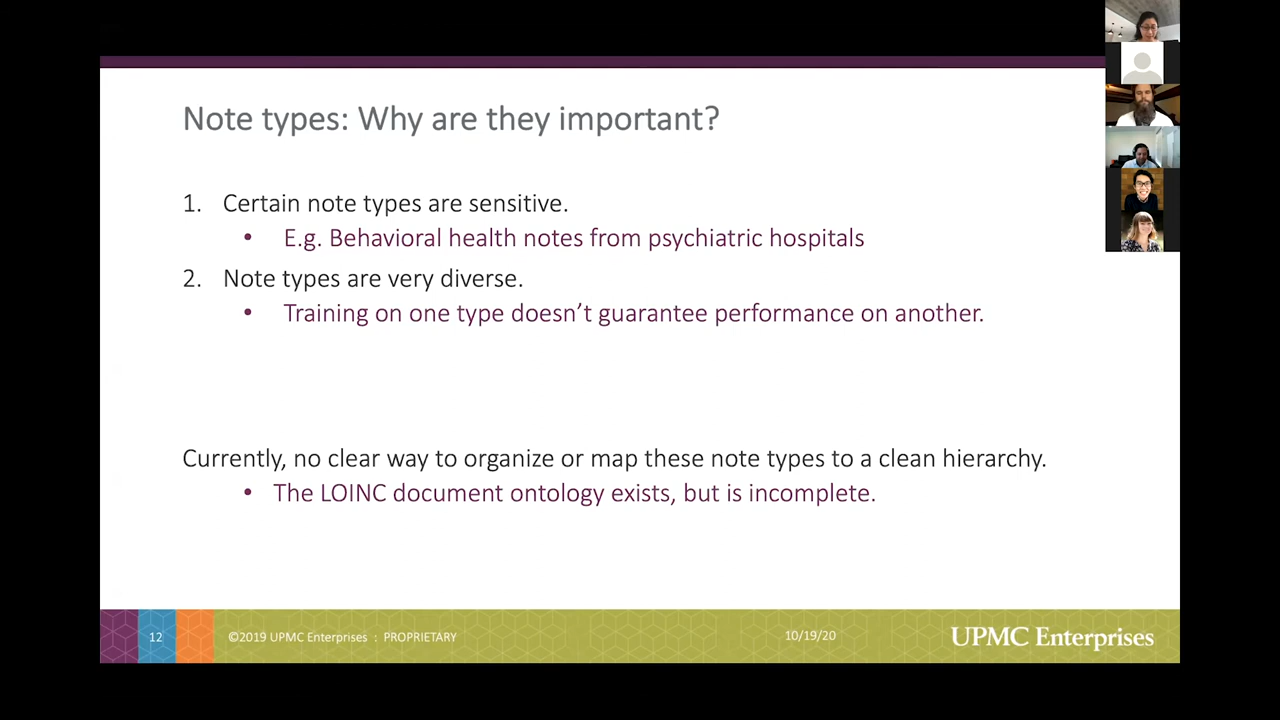 Note types: Why are they important?
1. Certain note types are sensitive.
• E.g. Behavioral health notes from psychiatric hospitals
2. Note types are very diverse.
• Training on one type doesn’t guarantee performance on another.
Currently, no clear way to organize or map these note types to a clean hierarchy.
• The LOINC document ontology exists, but is incomplete.
12 ©2019 UPMC Enterprises : PROPRIETARY 10/19/20 UPMC Enterprises